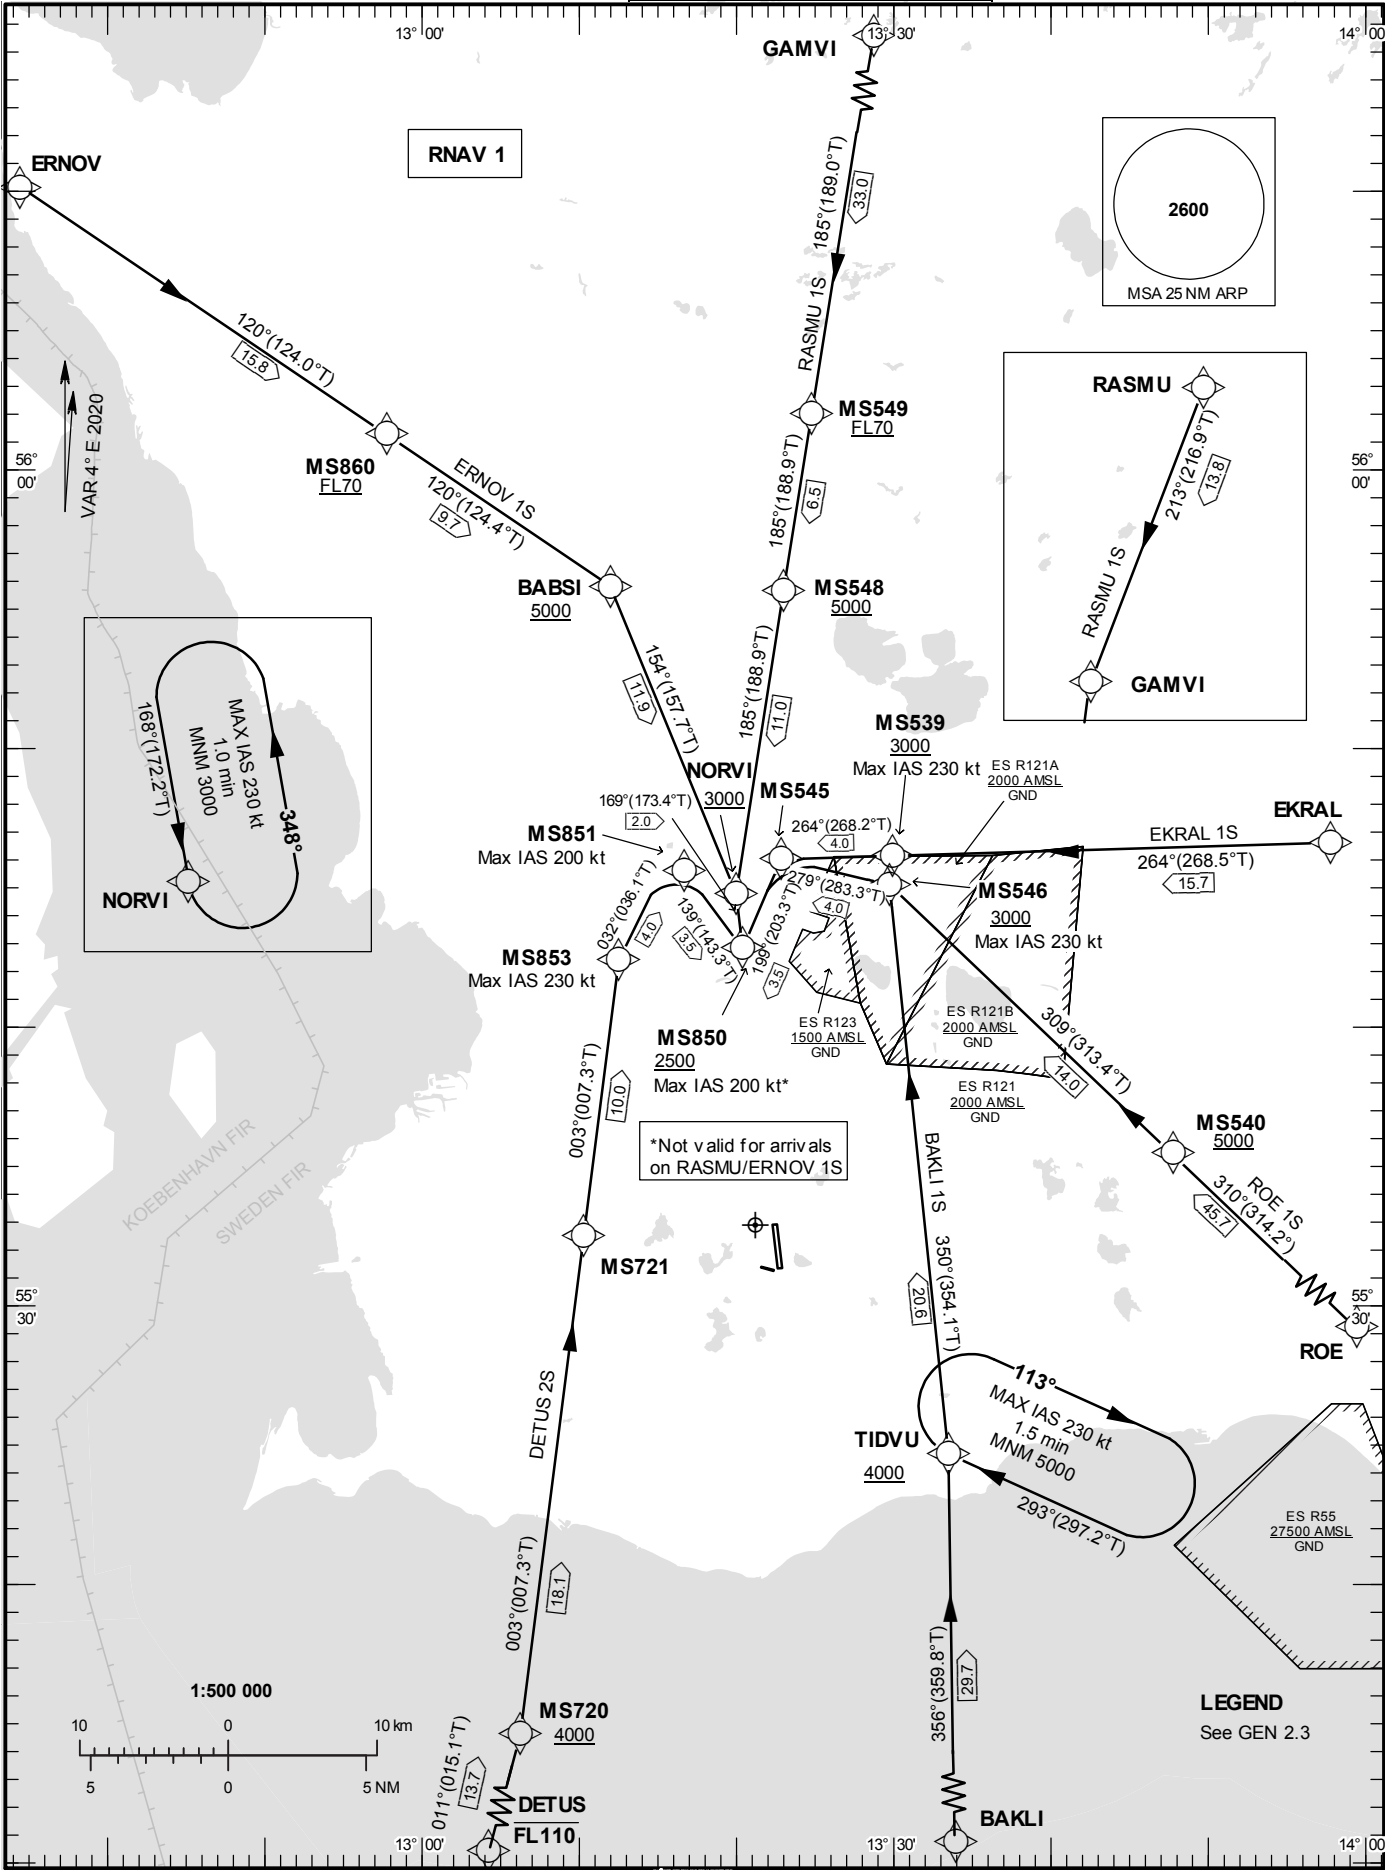 13° 00'
13° 30'
14° 00'
GAMVI
ERNOV
RNAV 1
185°(189.0°T)
33.0
2600
MSA 25 NM ARP
RASMU 1S
120°(124.0°T)
15.8
VAR 4° E 2020
RASMU
213°(216.9°T)
13.8
RASMU 1S
GAMVI
MS549
FL70
MS860
FL70
56°
00'
56°
00'
ERNOV 1S
120°(124.4°T)
9.7
185°(188.9°T)
6.5
BABSI
5000
MS548
5000
154°(157.7°T)
11.9
185°(188.9°T)
11.0
168°(172.2°T)
MAX IAS 230 kt
1.0 min
MNM 3000
348°
NORVI
MS539
3000
Max IAS 230 kt
ES R121A
2000 AMSL
GND
NORVI
3000
MS545
169°(173.4°T)
2.0
264°(268.2°T)
4.0
EKRAL
EKRAL 1S
264°(268.5°T)
15.7
MS851
Max IAS 200 kt
279°(283.3°T)
4.0
MS546
3000
Max IAS 230 kt
032°(036.1°T)
4.0
139°(143.3°T)
3.5
199°(203.3°T)
3.5
MS853
Max IAS 230 kt
MS850
2500
Max IAS 200 kt*
ES R123
1500 AMSL
GND
ES R121B
2000 AMSL
GND
309°(313.4°T)
14.0
ES R121
2000 AMSL
GND
003°(007.3°T)
10.0
*Not valid for arrivals
on RASMU/ERNOV 1S
MS540
5000
KOEBENHAVN FIR
SWEDEN FIR
BAKLI 1S
350°(354.1°T)
20.6
ROE 1S
310°(314.2°)
45.7
MS721
55°
30'
55°
30'
ROE
DETUS 2S
113°
MAX IAS 230 kt
1.5 min
MNM 5000
293°(297.2°T)
TIDVU
4000
ES R55
27500 AMSL
GND
003°(007.3°T)
18.1
356°(359.8°T)
29.7
1:500 000
10 0 10 km
5 0 5 NM
MS720
4000
LEGEND
See GEN 2.3
011°(015.1°T)
13.7
DETUS
FL110
BAKLI
13° 00'
13° 30'
14° 00'